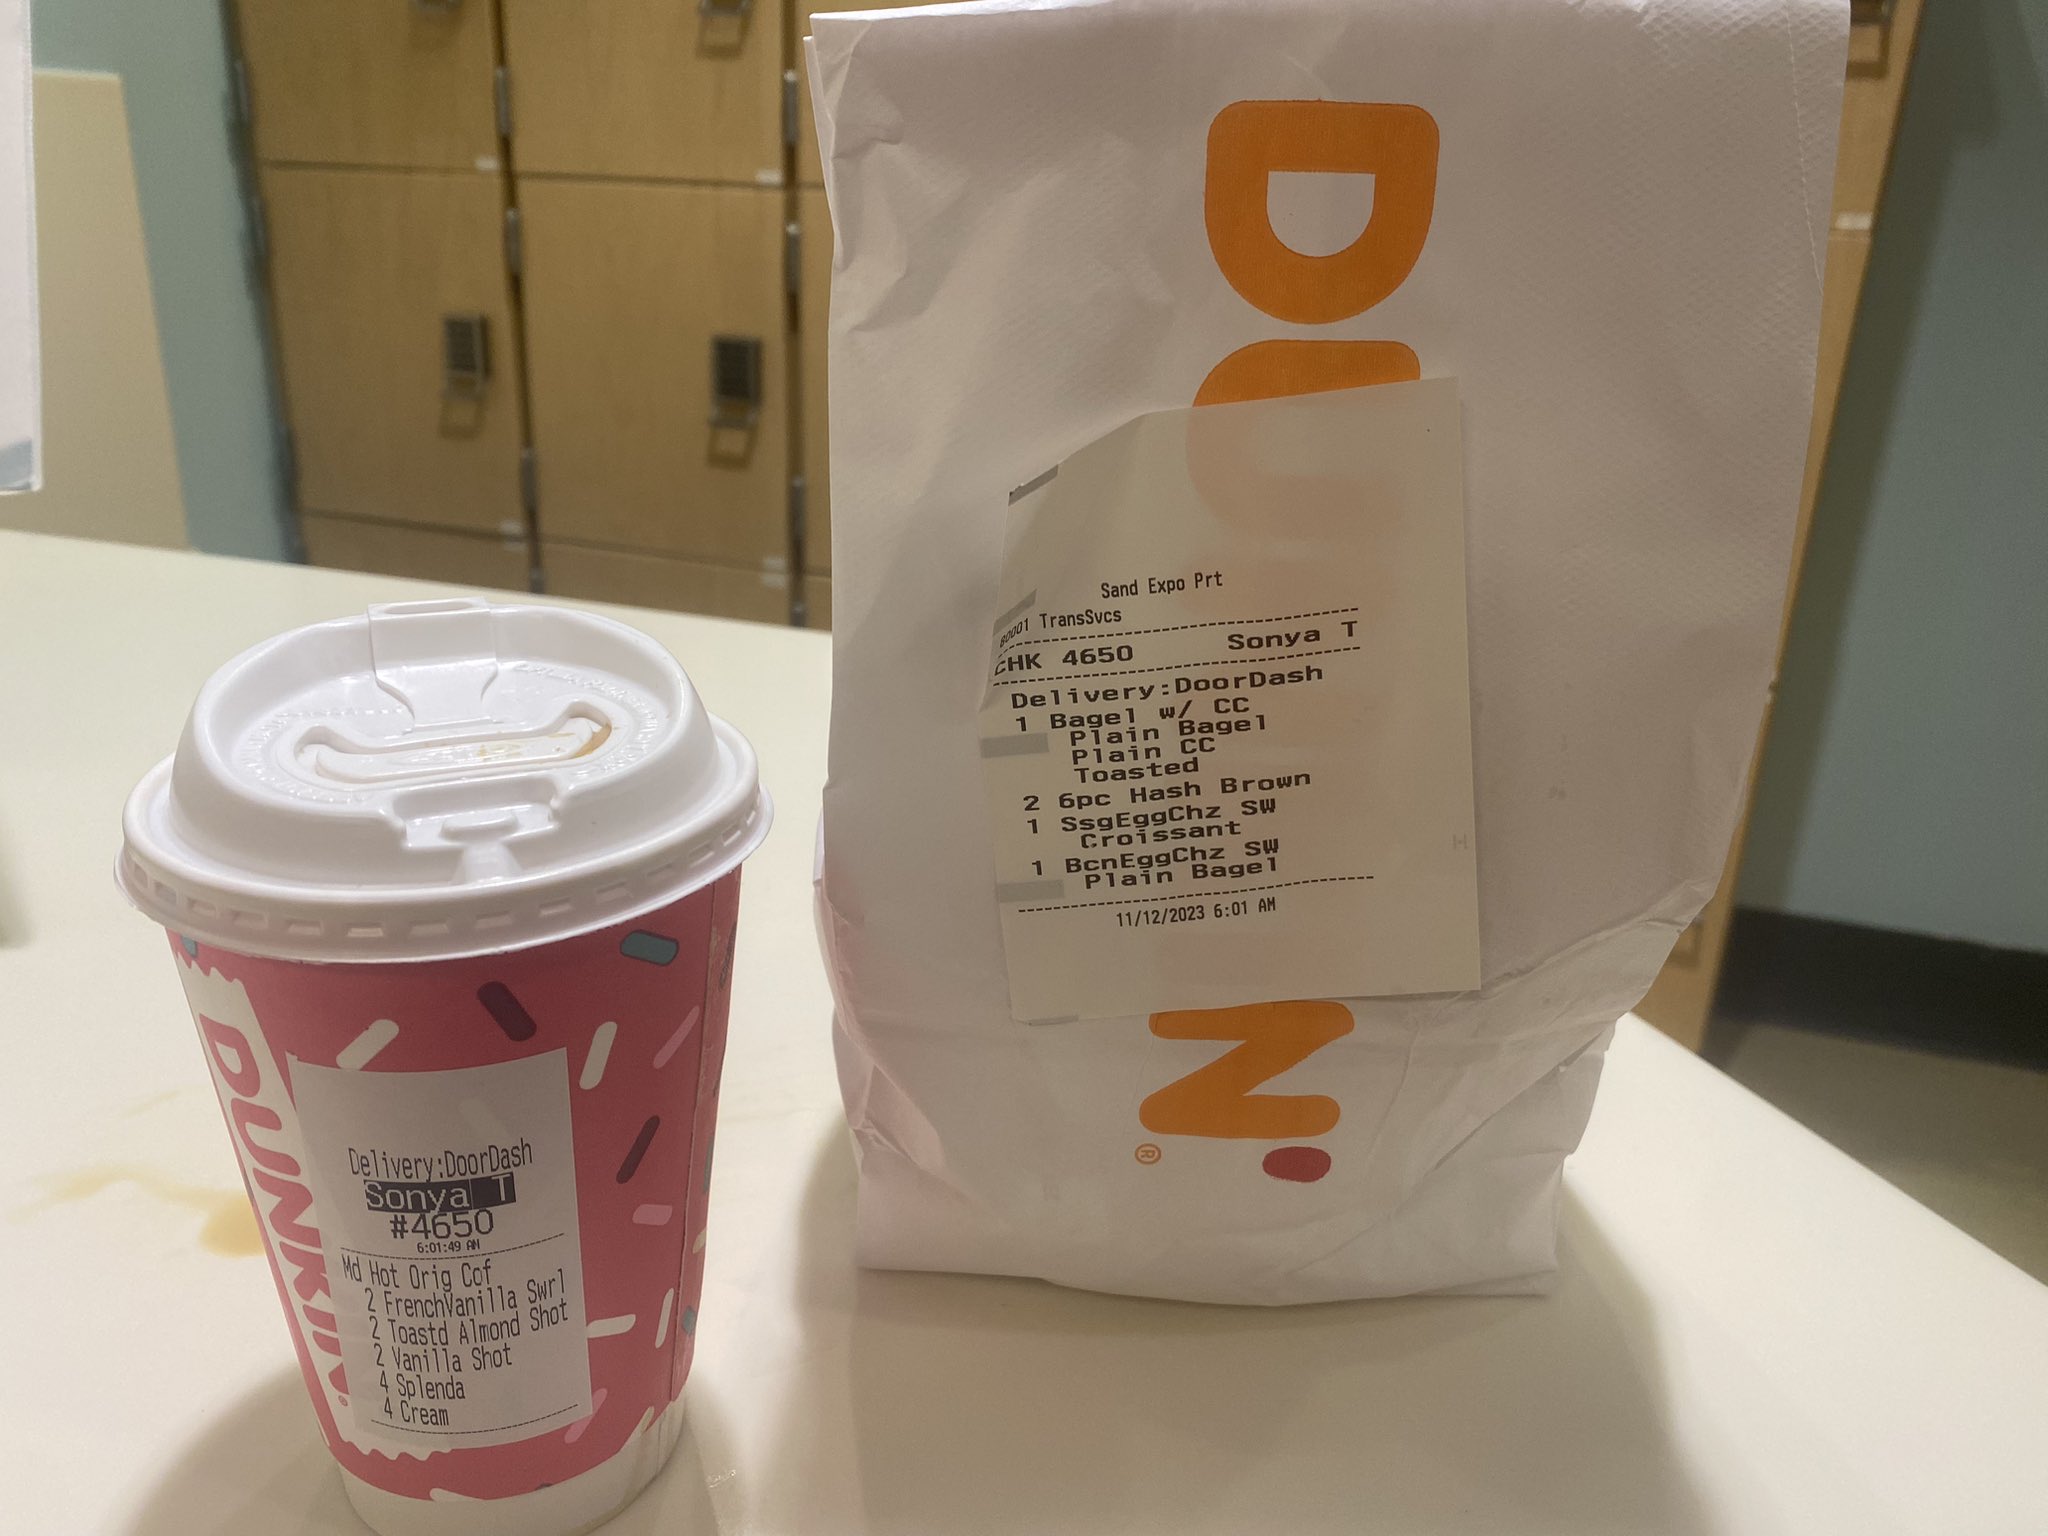 DUNKIN'
®
Sand Expo Prt
80001 TransSvcs
CHK 4650 Sonya T
Delivery:DoorDash
1 Bagel w/ CC
Plain Bagel
Plain CC
Toasted
2 6pc Hash Brown
1 SsgEggChz SW
Croissant
1 BcnEggChz SW
Plain Bagel
11/12/2023 6:01 AM
DUNKIN'
®
Delivery:DoorDash
Sonya T
#4650
6:01:49 AM
Md Hot Orig Cof
2 FrenchVanilla Swrl
2 Toastd Almond Shot
2 Vanilla Shot
4 Splenda
4 Cream